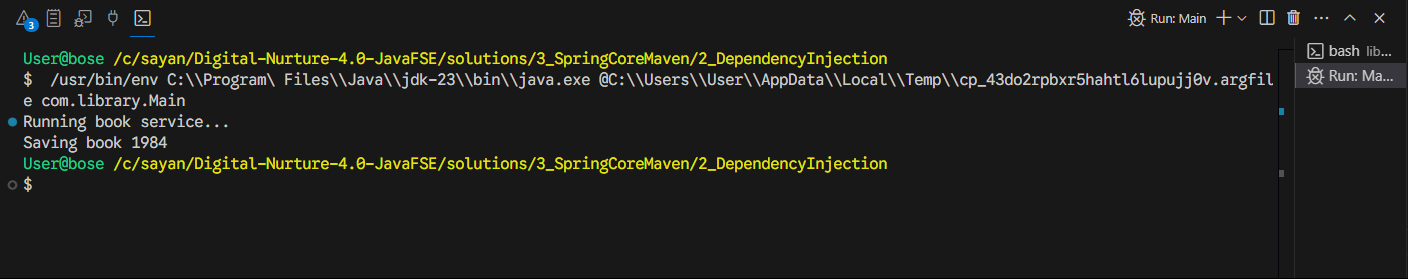 3
Run: Main
User@bose /c/sayan/Digital-Nurture-4.0-JavaFSE/solutions/3_SpringCoreMaven/2_DependencyInjection
$  /usr/bin/env C:\\Program\ Files\\Java\\jdk-23\\bin\\java.exe @C:\\Users\\User\\AppData\\Local\\Temp\\cp_43do2rpbxr5hahtl6lupujj0v.argfil
e com.library.Main
Running book service...
Saving book 1984
User@bose /c/sayan/Digital-Nurture-4.0-JavaFSE/solutions/3_SpringCoreMaven/2_DependencyInjection
$
bash lib...
Run: Ma...